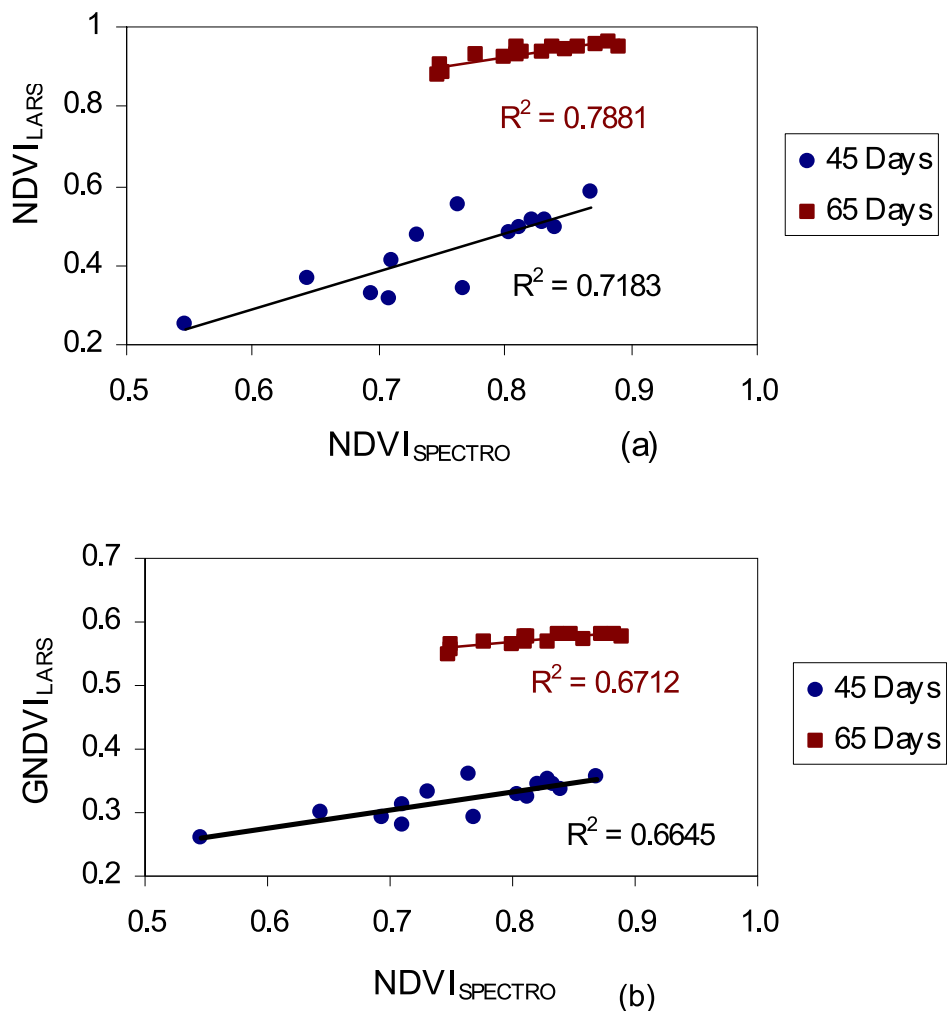 1
0.8
0.6
0.4
0.2
NDVI_LARS
R² = 0.7881
R² = 0.7183
0.5 0.6 0.7 0.8 0.9 1.0
NDVI_SPECTRO (a)
45 Days
65 Days
0.7
0.6
0.5
0.4
0.3
0.2
GNDVI_LARS
R² = 0.6712
R² = 0.6645
0.5 0.6 0.7 0.8 0.9 1.0
NDVI_SPECTRO (b)
45 Days
65 Days